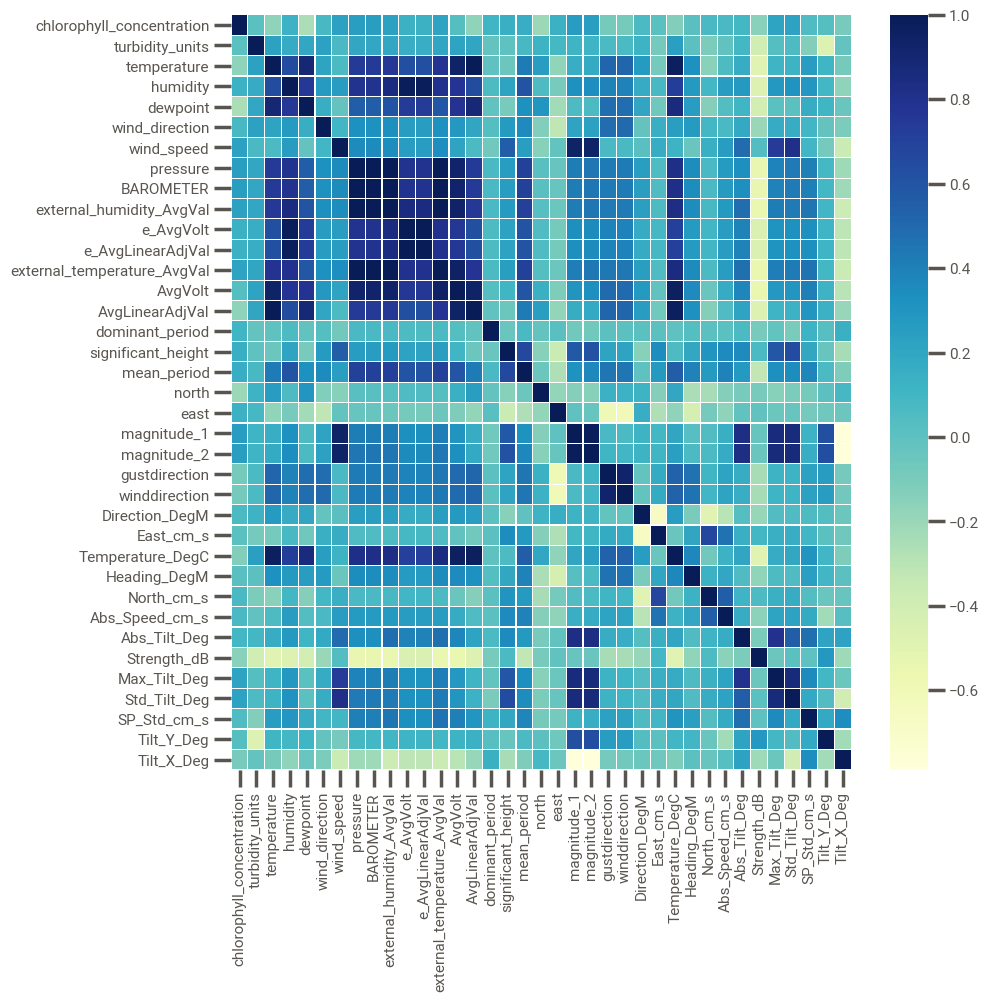 chlorophyll_concentration
turbidity_units
temperature
humidity
dewpoint
wind_direction
wind_speed
pressure
BAROMETER
external_humidity_AvgVal
e_AvgVolt
e_AvgLinearAdjVal
external_temperature_AvgVal
AvgVolt
AvgLinearAdjVal
dominant_period
significant_height
mean_period
north
east
magnitude_1
magnitude_2
gustdirection
winddirection
Direction_DegM
East_cm_s
Temperature_DegC
Heading_DegM
North_cm_s
Abs_Speed_cm_s
Abs_Tilt_Deg
Strength_dB
Max_Tilt_Deg
Std_Tilt_Deg
SP_Std_cm_s
Tilt_Y_Deg
Tilt_X_Deg
chlorophyll_concentration
turbidity_units
temperature
humidity
dewpoint
wind_direction
wind_speed
pressure
BAROMETER
external_humidity_AvgVal
e_AvgVolt
e_AvgLinearAdjVal
external_temperature_AvgVal
AvgVolt
AvgLinearAdjVal
dominant_period
significant_height
mean_period
north
east
magnitude_1
magnitude_2
gustdirection
winddirection
Direction_DegM
East_cm_s
Temperature_DegC
Heading_DegM
North_cm_s
Abs_Speed_cm_s
Abs_Tilt_Deg
Strength_dB
Max_Tilt_Deg
Std_Tilt_Deg
SP_Std_cm_s
Tilt_Y_Deg
Tilt_X_Deg
1.0
0.8
0.6
0.4
0.2
0.0
−0.2
−0.4
−0.6